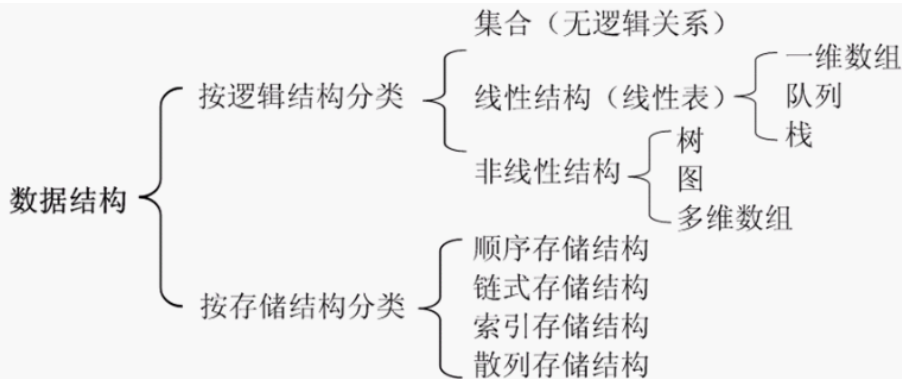 数据结构
按逻辑结构分类
集合（无逻辑关系）
线性结构（线性表）
一维数组
队列
栈
非线性结构
树
图
多维数组
按存储结构分类
顺序存储结构
链式存储结构
索引存储结构
散列存储结构